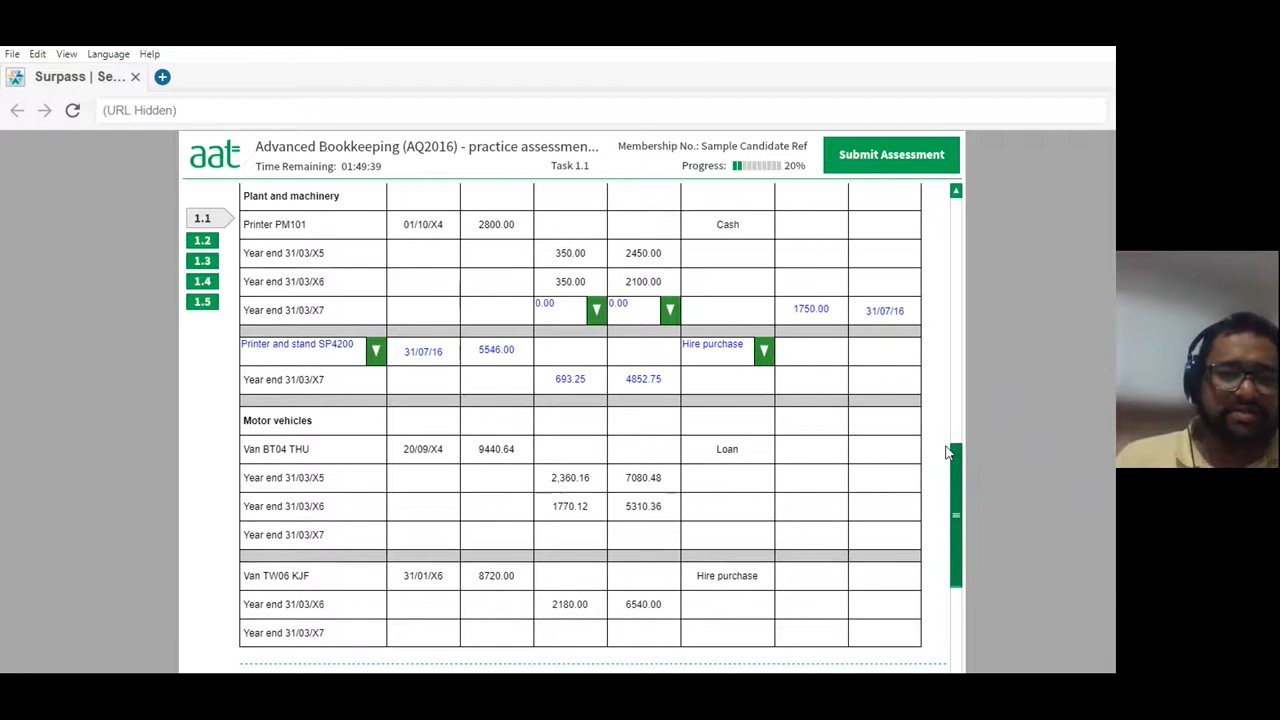 File Edit View Language Help
Surpass | Se...
(URL Hidden)
aat
Advanced Bookkeeping (AQ2016) - practice assessmen...
Membership No.: Sample Candidate Ref
Submit Assessment
Time Remaining: 01:49:39
Task 1.1
Progress: 20%
1.1
1.2
1.3
1.4
1.5
Plant and machinery
Printer PM101 01/10/X4 2800.00 Cash
Year end 31/03/X5 350.00 2450.00
Year end 31/03/X6 350.00 2100.00
Year end 31/03/X7 0.00 0.00 1750.00 31/07/16
Printer and stand SP4200 31/07/16 5546.00 Hire purchase
Year end 31/03/X7 693.25 4852.75
Motor vehicles
Van BT04 THU 20/09/X4 9440.64 Loan
Year end 31/03/X5 2,360.16 7080.48
Year end 31/03/X6 1770.12 5310.36
Year end 31/03/X7
Van TW06 KJF 31/01/X6 8720.00 Hire purchase
Year end 31/03/X6 2180.00 6540.00
Year end 31/03/X7